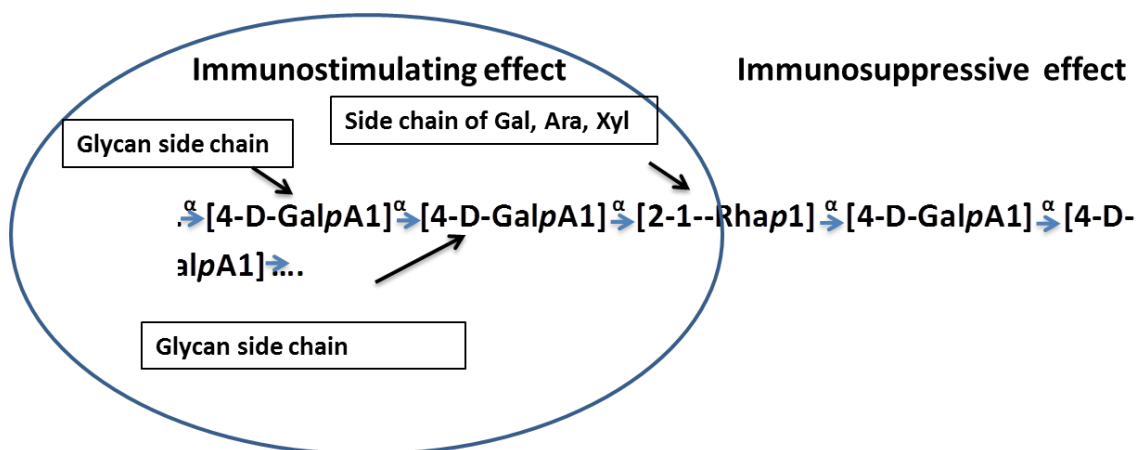 Immunostimulating effect Immunosuppressive effect
Side chain of Gal, Ara, Xyl
Glycan side chain
α[4-D-GalpA1]α[4-D-GalpA1]α[2-1--Rhap1]α[4-D-GalpA1]α[4-D-
alpA1]....
Glycan side chain